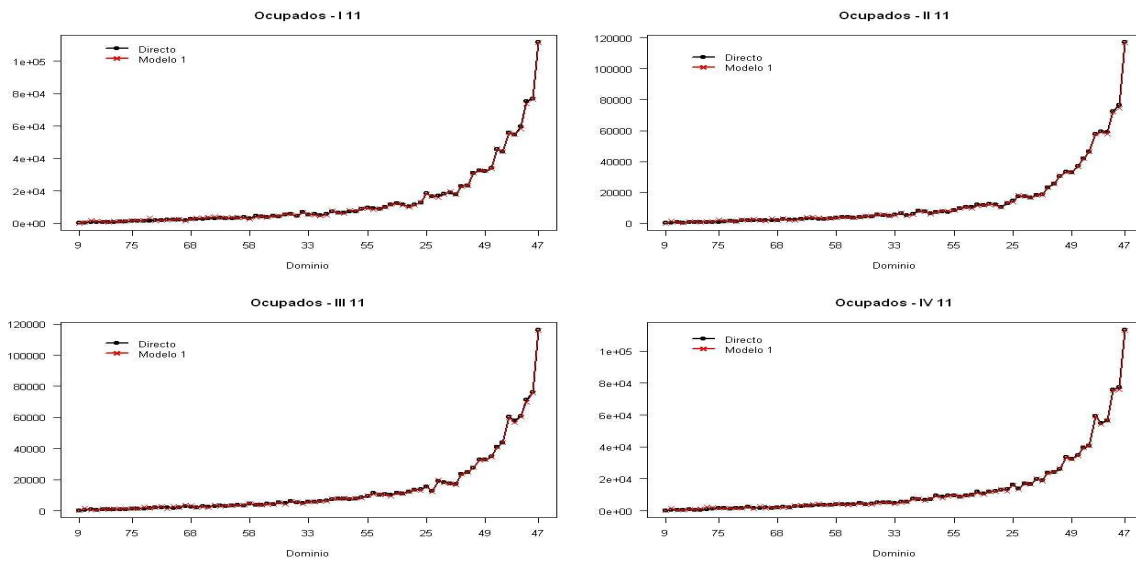 Ocupados - I 11
Directo
Modelo 1
1e+05
8e+04
6e+04
4e+04
2e+04
0e+00
9 75 68 58 33 55 25 49 47
Dominio
Ocupados - II 11
Directo
Modelo 1
120000
100000
80000
60000
40000
20000
0
9 75 68 58 33 55 25 49 47
Dominio
Ocupados - III 11
Directo
Modelo 1
120000
100000
80000
60000
40000
20000
0
9 75 68 58 33 55 25 49 47
Dominio
Ocupados - IV 11
Directo
Modelo 1
1e+05
8e+04
6e+04
4e+04
2e+04
0e+00
9 75 68 58 33 55 25 49 47
Dominio